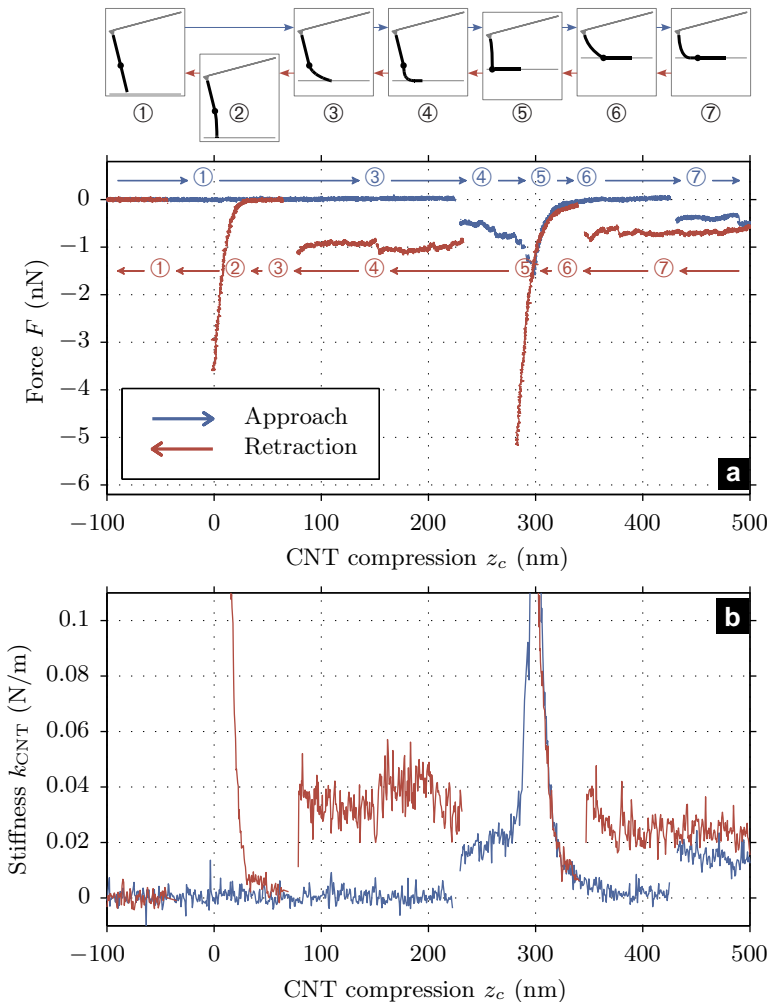 ① ② ③ ④ ⑤ ⑥ ⑦
① ③ ④ ⑤ ⑥ ⑦
① ② ③ ④ ⑤ ⑥ ⑦
0
−1
−2
−3
−4
−5
−6
Force F (nN)
Approach
Retraction
a
−100 0 100 200 300 400 500
CNT compression z_c (nm)
b
0.1
0.08
0.06
0.04
0.02
0
Stiffness k_CNT (N/m)
−100 0 100 200 300 400 500
CNT compression z_c (nm)